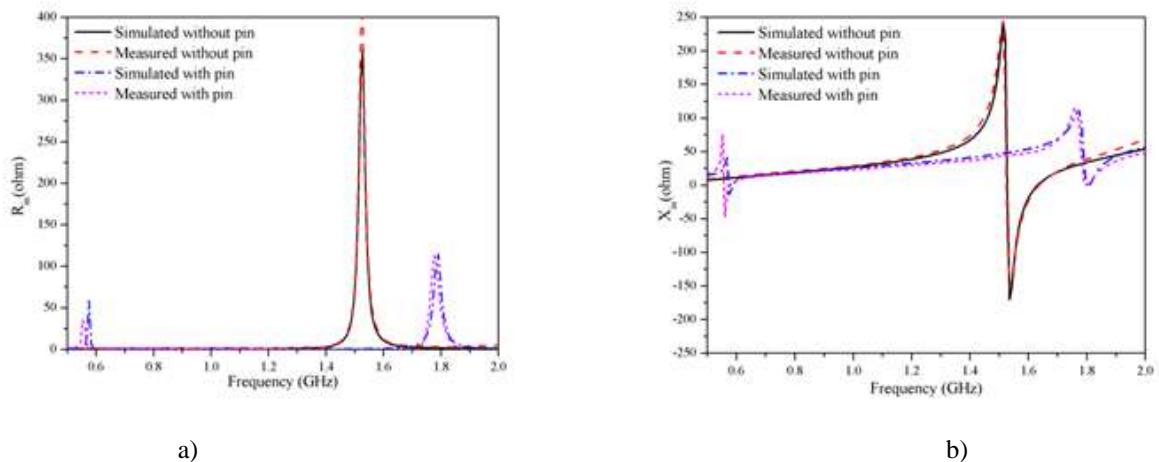 400
350
300
250
200
150
100
50
0
R_in(ohm)
Simulated without pin
Measured without pin
Simulated with pin
Measured with pin
0.6 0.8 1.0 1.2 1.4 1.6 1.8 2.0
Frequency (GHz)
a)
250
200
150
100
50
0
-50
-100
-150
-200
-250
X_in(ohm)
Simulated without pin
Measured without pin
Simulated with pin
Measured with pin
0.6 0.8 1.0 1.2 1.4 1.6 1.8 2.0
Frequency (GHz)
b)